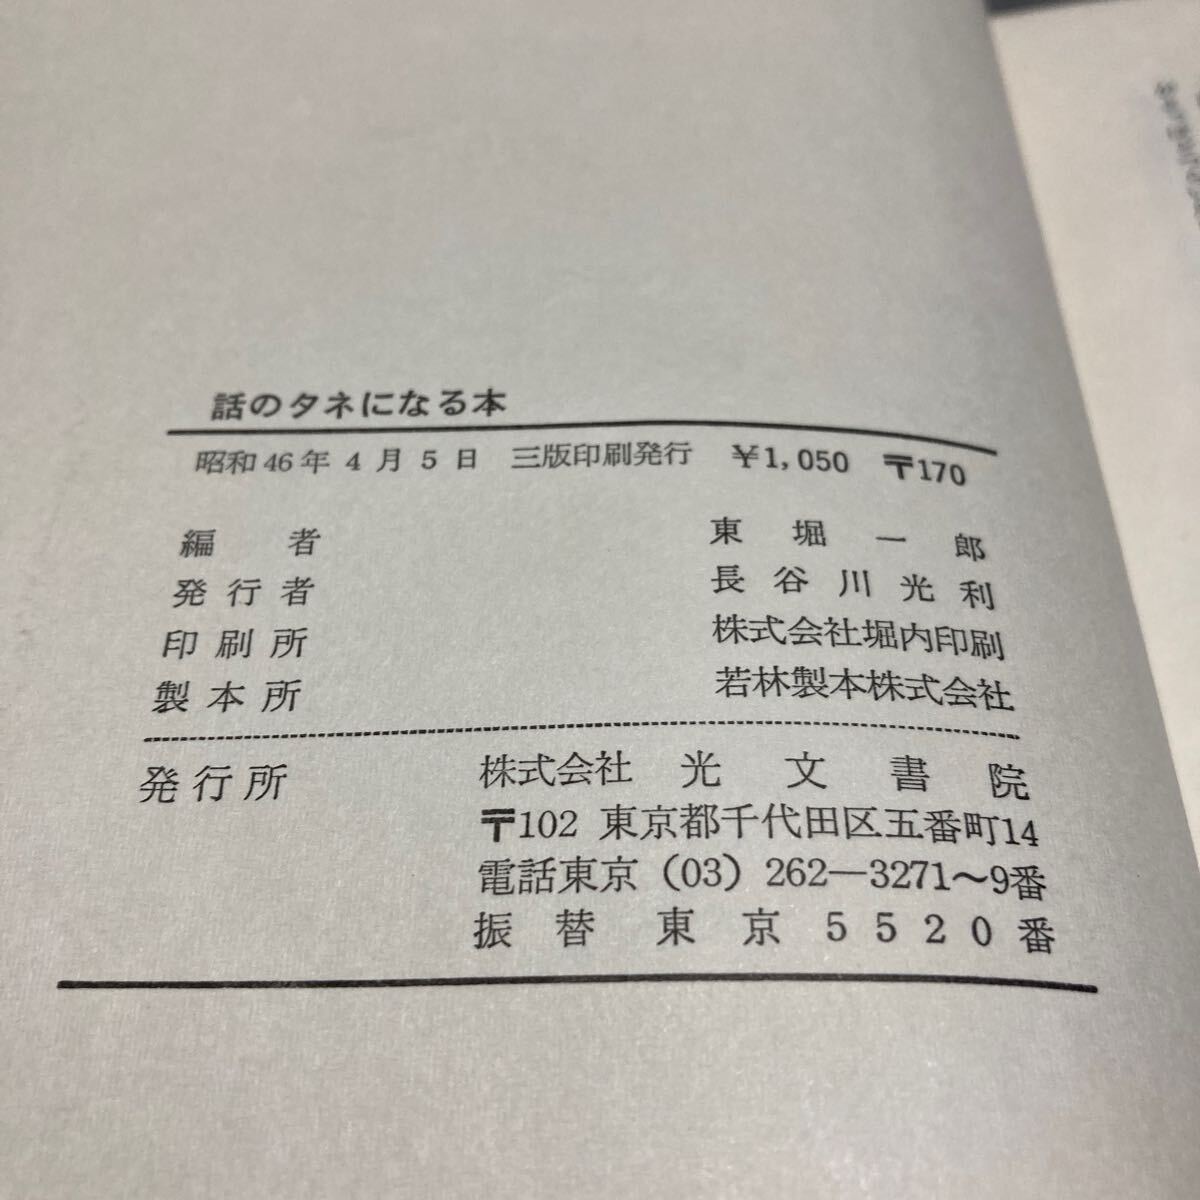 話のタネになる本
昭和46年4月5日 三版印刷発行 ¥1,050 〒170
編者 東堀一郎
発行者 長谷川光利
印刷所 株式会社堀内印刷
製本所 若林製本株式会社
発行所 株式会社 光文書院
〒102 東京都千代田区五番町14
電話東京 (03) 262―3271～9番
振替 東京 5520番